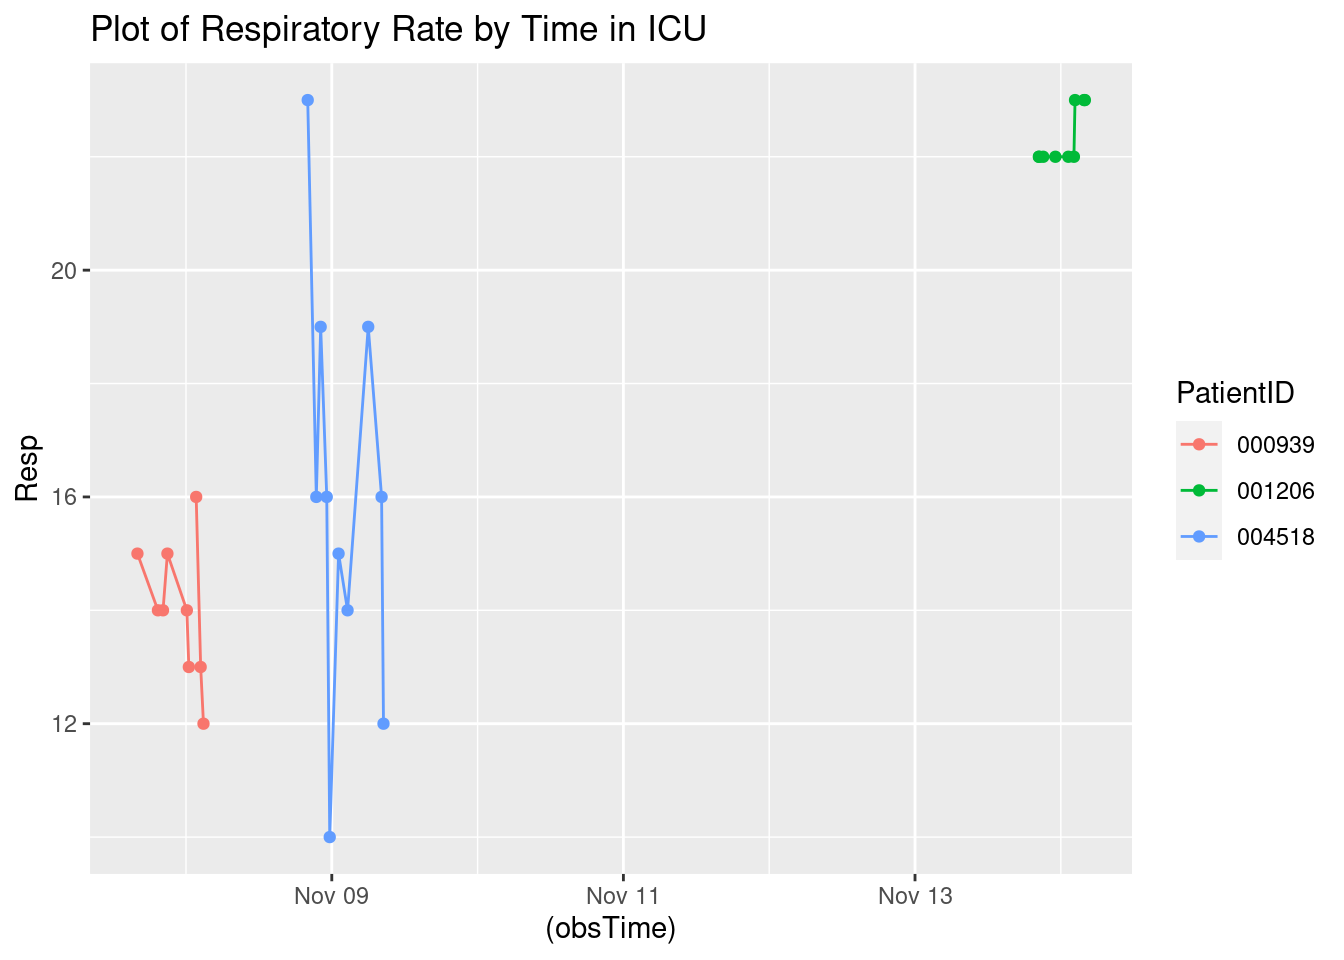 Plot of Respiratory Rate by Time in ICU
Resp
20
16
12
Nov 09
Nov 11
Nov 13
(obsTime)
PatientID
000939
001206
004518